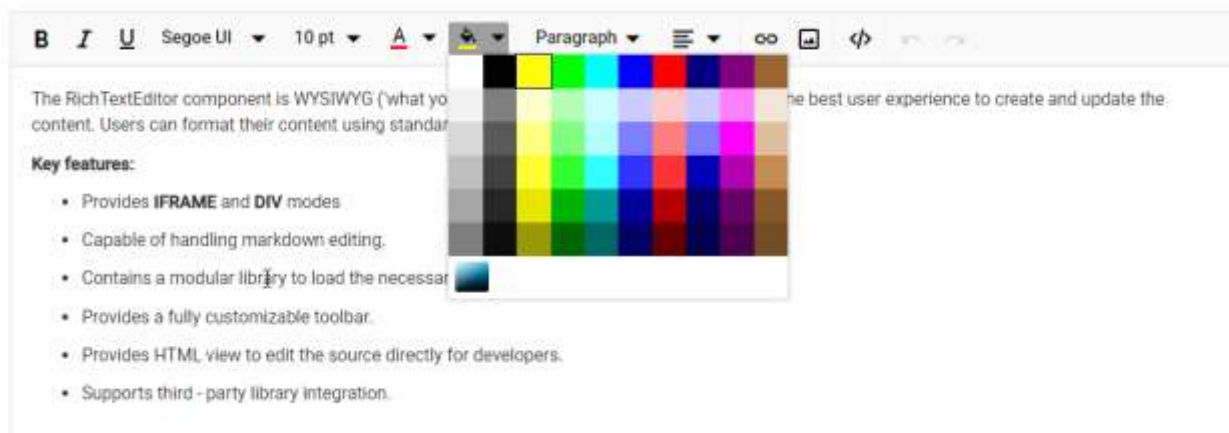 B I U Segoe UI 10 pt A Paragraph </>
The RichTextEditor component is WYSIWYG ('what yo he best user experience to create and update the
content. Users can format their content using standar
Key features:
• Provides IFRAME and DIV modes
• Capable of handling markdown editing.
• Contains a modular library to load the necessar
• Provides a fully customizable toolbar.
• Provides HTML view to edit the source directly for developers.
• Supports third - party library integration.